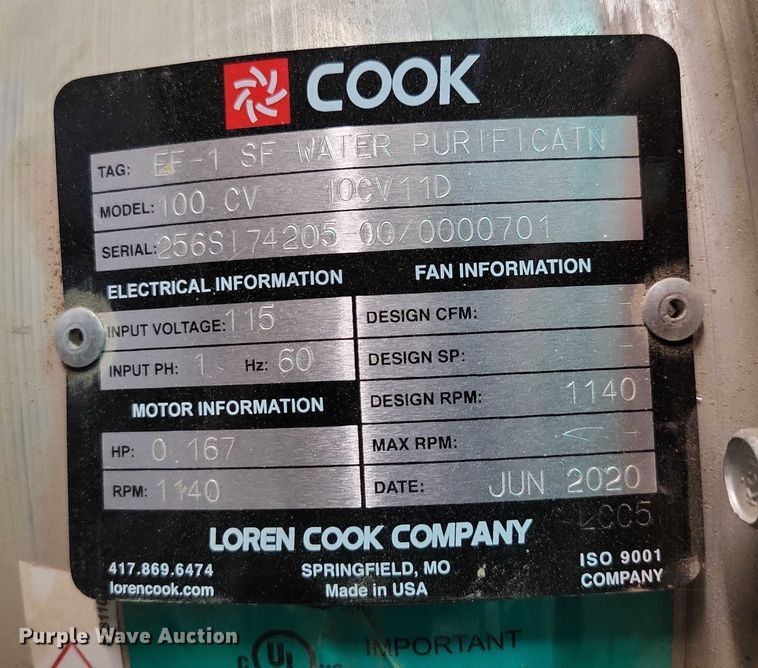 COOK
TAG: EF-1 SF WATER PURIFICATN
MODEL: 100 CV 10CV11D
SERIAL: 256SI74205-00/0000701
ELECTRICAL INFORMATION
INPUT VOLTAGE: 115
INPUT PH: 1 Hz: 60
MOTOR INFORMATION
HP: 0.167
RPM: 1140
FAN INFORMATION
DESIGN CFM: -
DESIGN SP: -
DESIGN RPM: 1140
MAX RPM: -
DATE: JUN 2020
LCC5
LOREN COOK COMPANY
417.869.6474
lorencook.com
SPRINGFIELD, MO
Made in USA
ISO 9001
COMPANY
Purple Wave Auction
C UL US
IMPORTANT